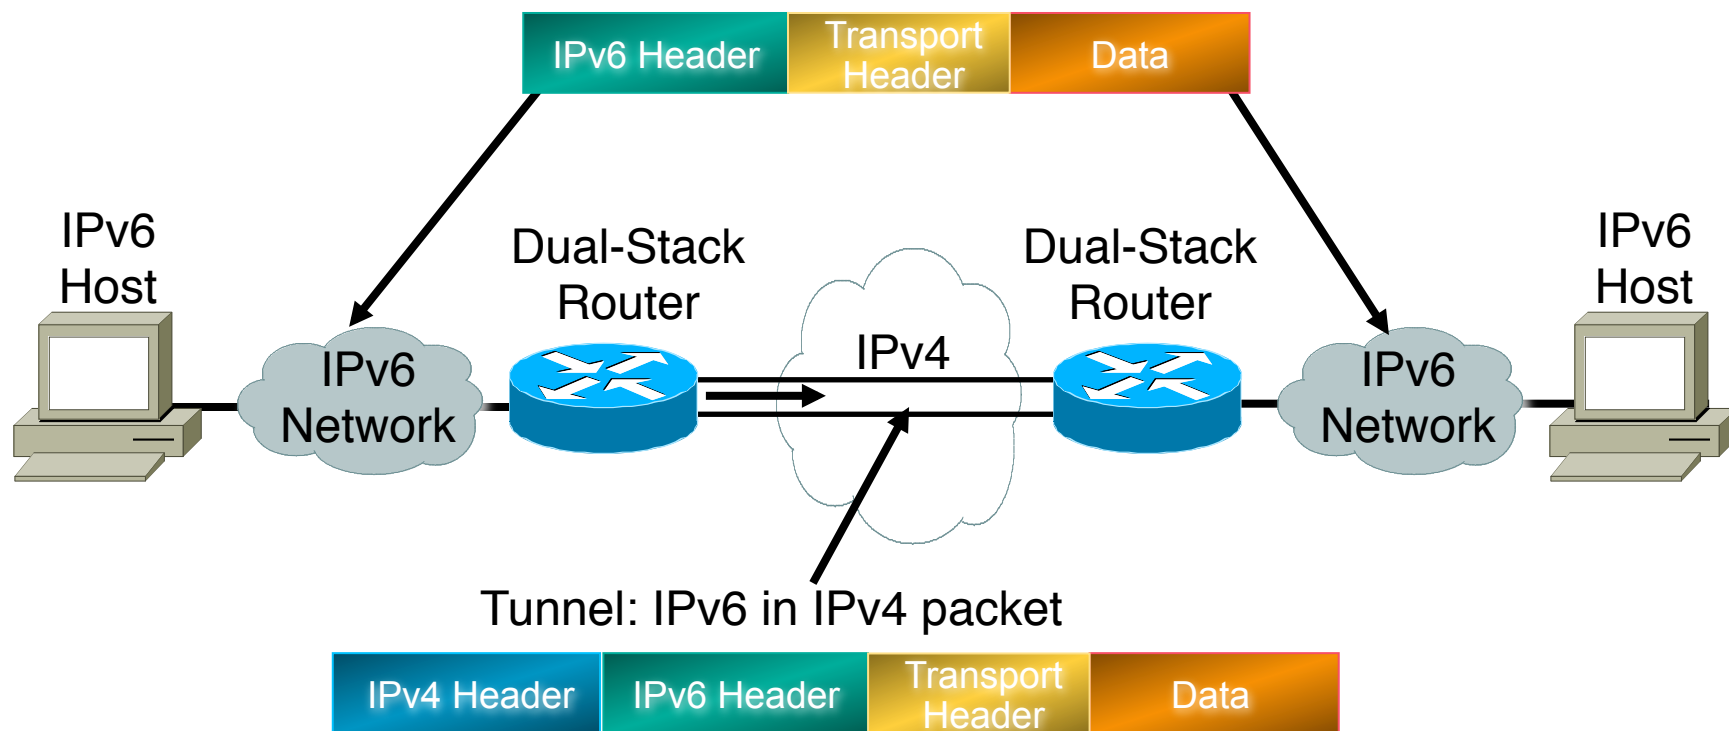 IPv6 Header
Transport
Header
Data
IPv6
Host
Dual-Stack
Router
Dual-Stack
Router
IPv6
Host
IPv6
Network
IPv4
IPv6
Network
Tunnel: IPv6 in IPv4 packet
IPv4 Header
IPv6 Header
Transport
Header
Data